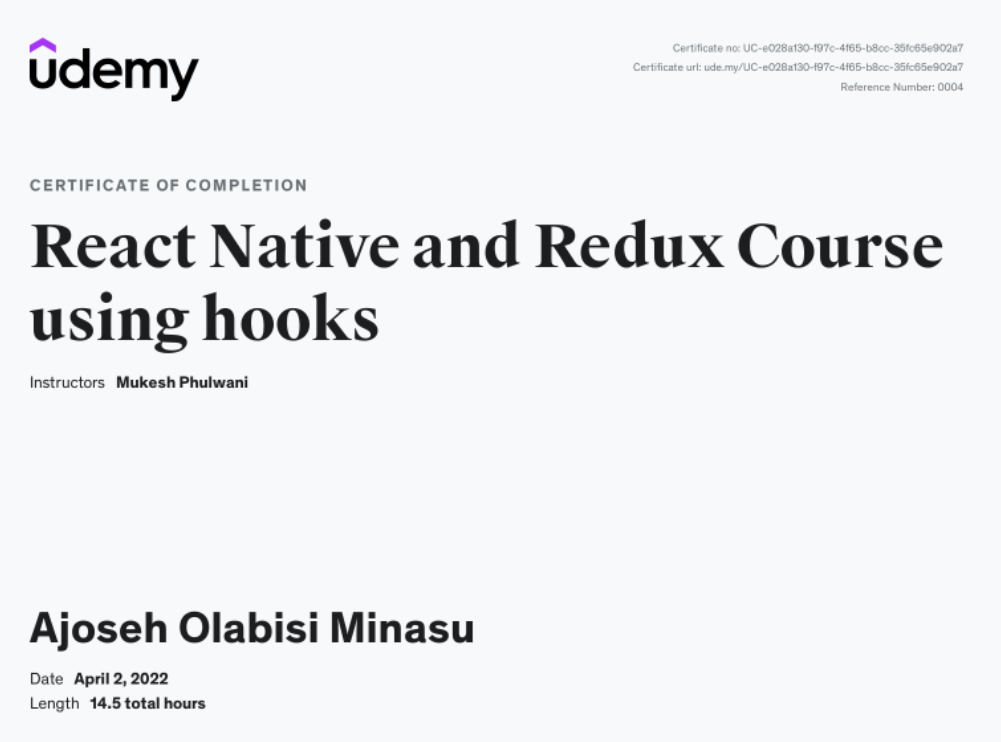 udemy
Certificate no: UC-e028a130-f97c-4f65-b8cc-35fc65e902a7
Certificate url: ude.my/UC-e028a130-f97c-4f65-b8cc-35fc65e902a7
Reference Number: 0004
CERTIFICATE OF COMPLETION
React Native and Redux Course
using hooks
Instructors Mukesh Phulwani
Ajoseh Olabisi Minasu
Date April 2, 2022
Length 14.5 total hours